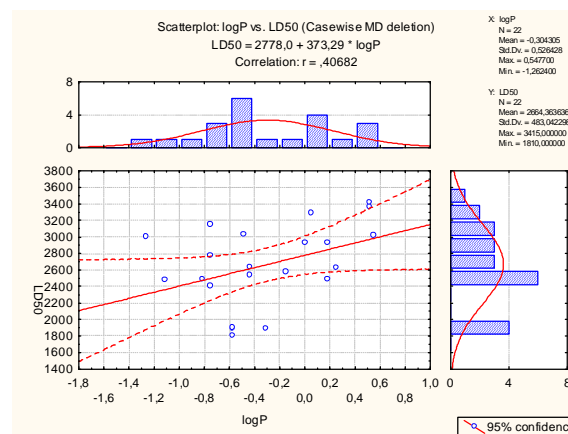 Scatterplot: logP vs. LD50 (Casewise MD deletion)
LD50 = 2778,0 + 373,29 * logP
Correlation: r = ,40682
X: logP
N = 22
Mean = -0,304305
Std.Dv. = 0,526428
Max. = 0,547700
Min. = -1,262400
Y: LD50
N = 22
Mean = 2664,363636
Std.Dv. = 483,042298
Max. = 3415,000000
Min. = 1810,000000
8
4
0
3800
3600
3400
3200
3000
2800
2600
2400
2200
2000
1800
1600
1400
LD50
-1,8 -1,4 -1,0 -0,6 -0,2 0,2 0,6 1,0
-1,6 -1,2 -0,8 -0,4 0,0 0,4 0,8
logP
0 4 8
95% confidenc